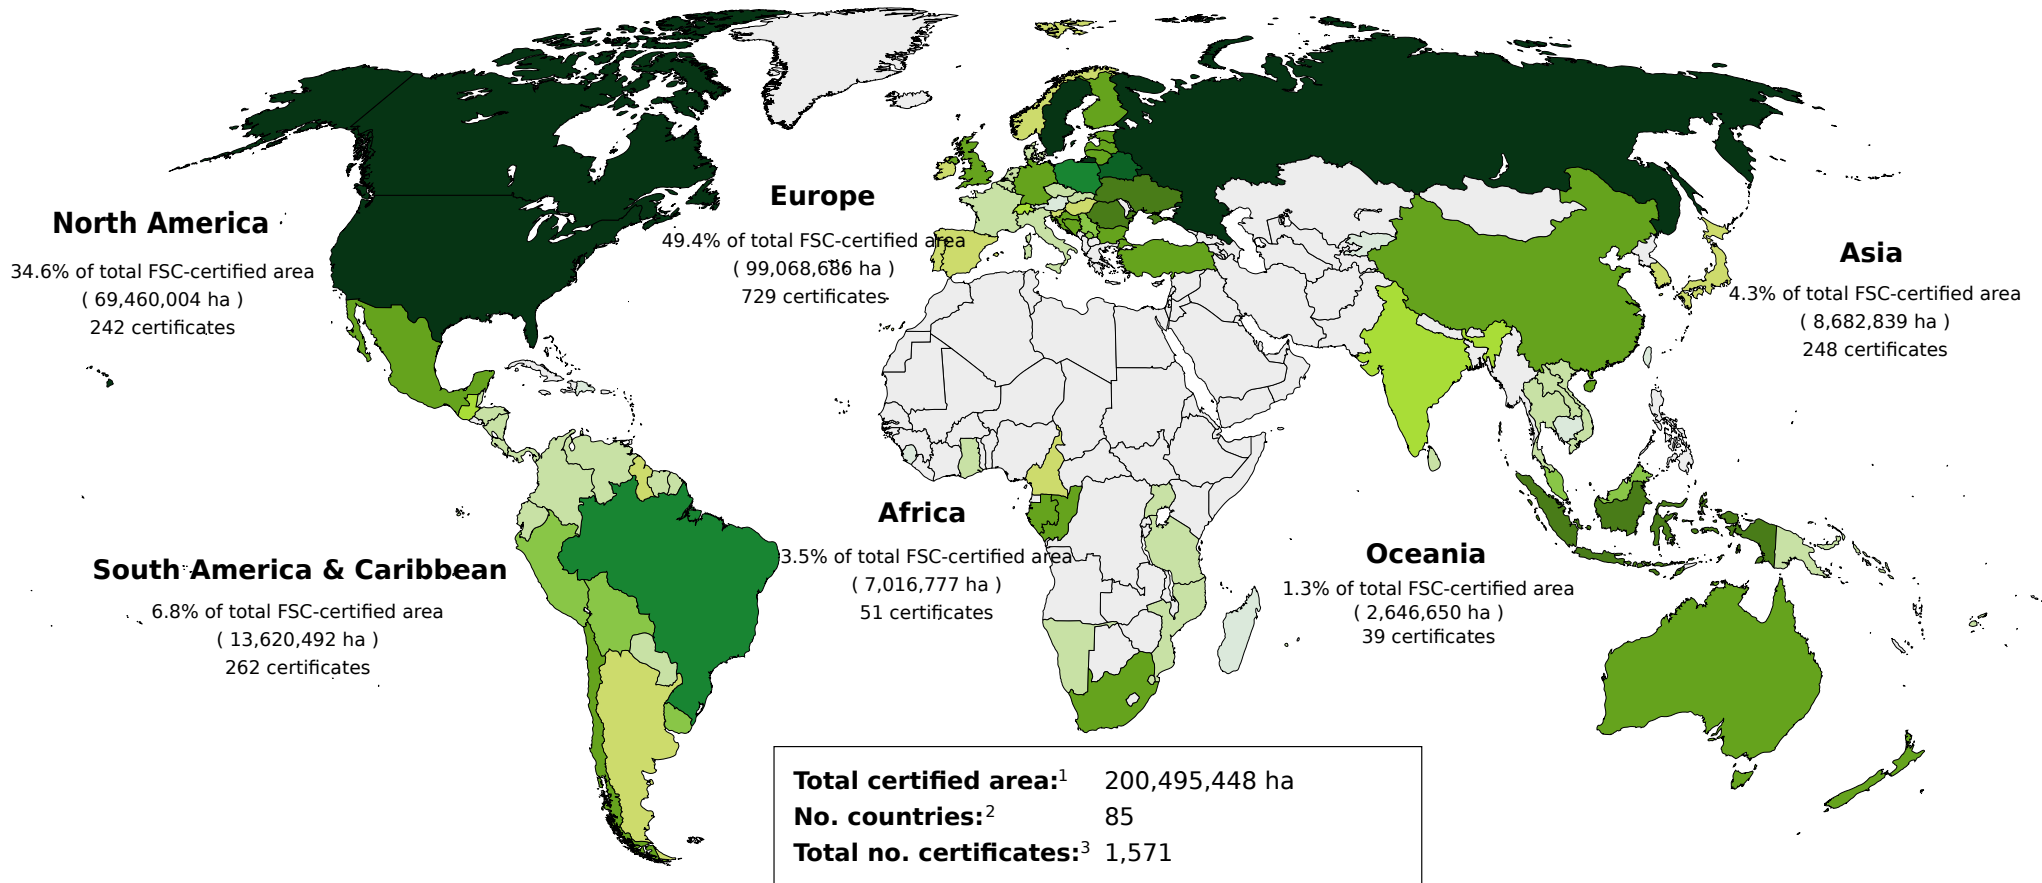 North America
34.6% of total FSC-certified area
( 69,460,004 ha )
242 certificates
Europe
49.4% of total FSC-certified area
( 99,068,686 ha )
729 certificates
Asia
4.3% of total FSC-certified area
( 8,682,839 ha )
248 certificates
South America & Caribbean
6.8% of total FSC-certified area
( 13,620,492 ha )
262 certificates
Africa
3.5% of total FSC-certified area
( 7,016,777 ha )
51 certificates
Oceania
1.3% of total FSC-certified area
( 2,646,650 ha )
39 certificates
Total certified area:¹ 200,495,448 ha
No. countries:² 85
Total no. certificates:³ 1,571